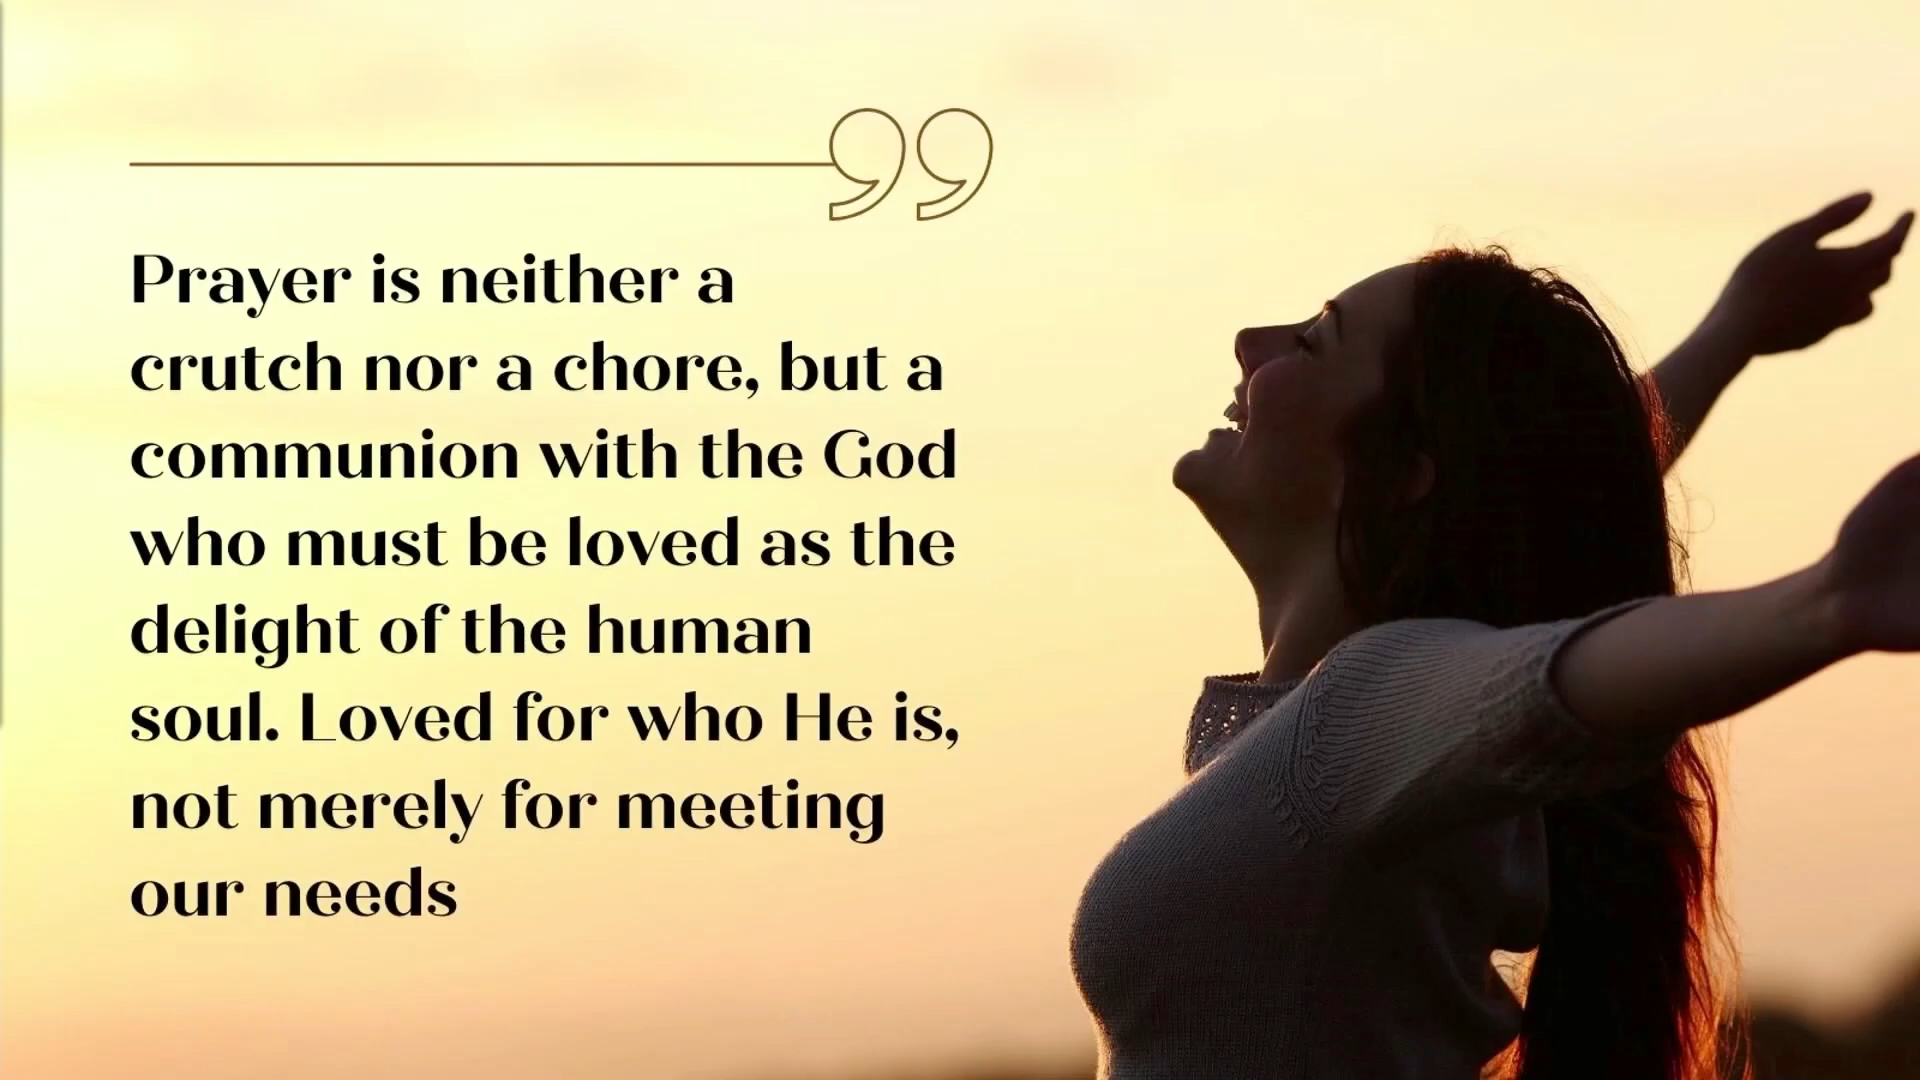 Prayer is neither a
crutch nor a chore, but a
communion with the God
who must be loved as the
delight of the human
soul. Loved for who He is,
not merely for meeting
our needs